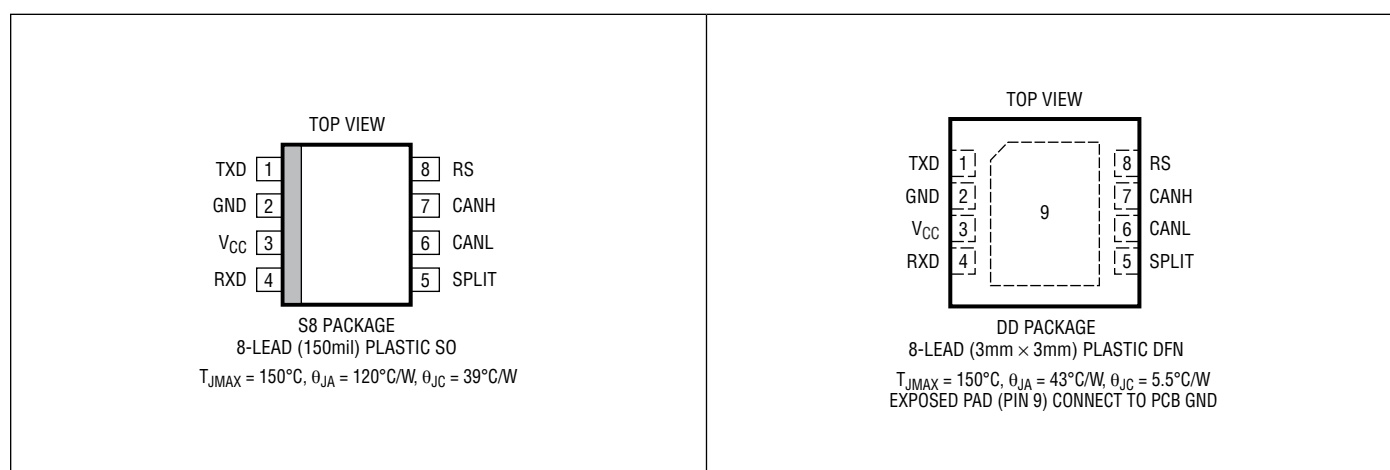 TOP VIEW
TXD 1
GND 2
VCC 3
RXD 4
8 RS
7 CANH
6 CANL
5 SPLIT
S8 PACKAGE
8-LEAD (150mil) PLASTIC SO
TJMAX = 150°C, θJA = 120°C/W, θJC = 39°C/W
TOP VIEW
TXD 1
GND 2
VCC 3
RXD 4
9
8 RS
7 CANH
6 CANL
5 SPLIT
DD PACKAGE
8-LEAD (3mm × 3mm) PLASTIC DFN
TJMAX = 150°C, θJA = 43°C/W, θJC = 5.5°C/W
EXPOSED PAD (PIN 9) CONNECT TO PCB GND